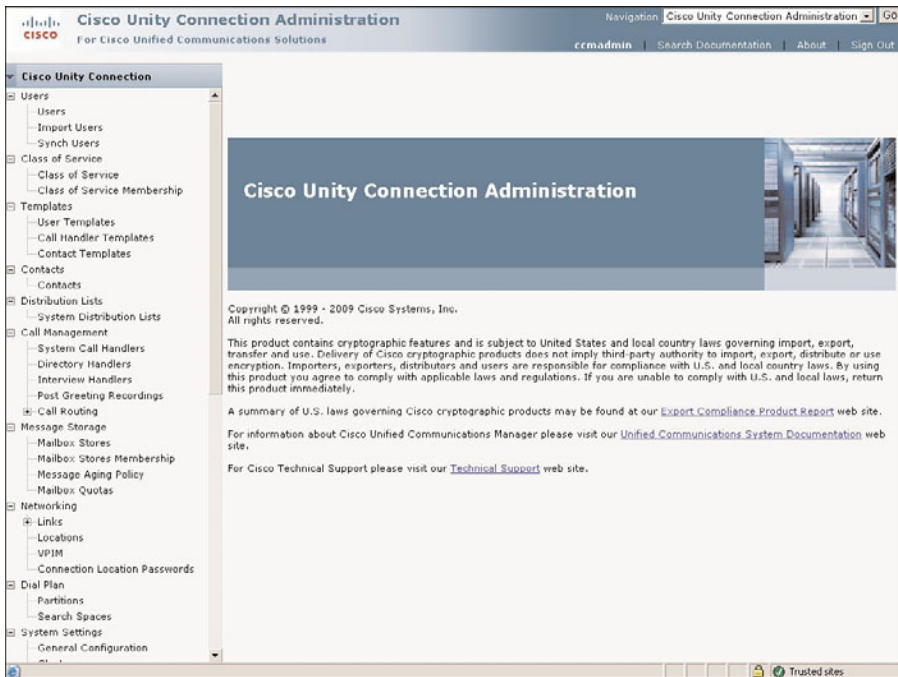 Cisco Unity Connection Administration
For Cisco Unified Communications Solutions
CISCO
Navigation Cisco Unity Connection Administration GO
ccmadmin | Search Documentation | About | Sign Out
Cisco Unity Connection
Users
Users
Import Users
Synch Users
Class of Service
Class of Service
Class of Service Membership
Templates
User Templates
Call Handler Templates
Contact Templates
Contacts
Contacts
Distribution Lists
System Distribution Lists
Call Management
System Call Handlers
Directory Handlers
Interview Handlers
Post Greeting Recordings
Call Routing
Message Storage
Mailbox Stores
Mailbox Stores Membership
Message Aging Policy
Mailbox Quotas
Networking
Links
Locations
VPIM
Connection Location Passwords
Dial Plan
Partitions
Search Spaces
System Settings
General Configuration
Cisco Unity Connection Administration
Copyright © 1999 - 2009 Cisco Systems, Inc.
All rights reserved.
This product contains cryptographic features and is subject to United States and local country laws governing import, export,
transfer and use. Delivery of Cisco cryptographic products does not imply third-party authority to import, export, distribute or use
encryption. Importers, exporters, distributors and users are responsible for compliance with U.S. and local country laws. By using
this product you agree to comply with applicable laws and regulations. If you are unable to comply with U.S. and local laws, return
this product immediately.
A summary of U.S. laws governing Cisco cryptographic products may be found at our Export Compliance Product Report web site.
For information about Cisco Unified Communications Manager please visit our Unified Communications System Documentation web
site.
For Cisco Technical Support please visit our Technical Support web site.
Trusted sites